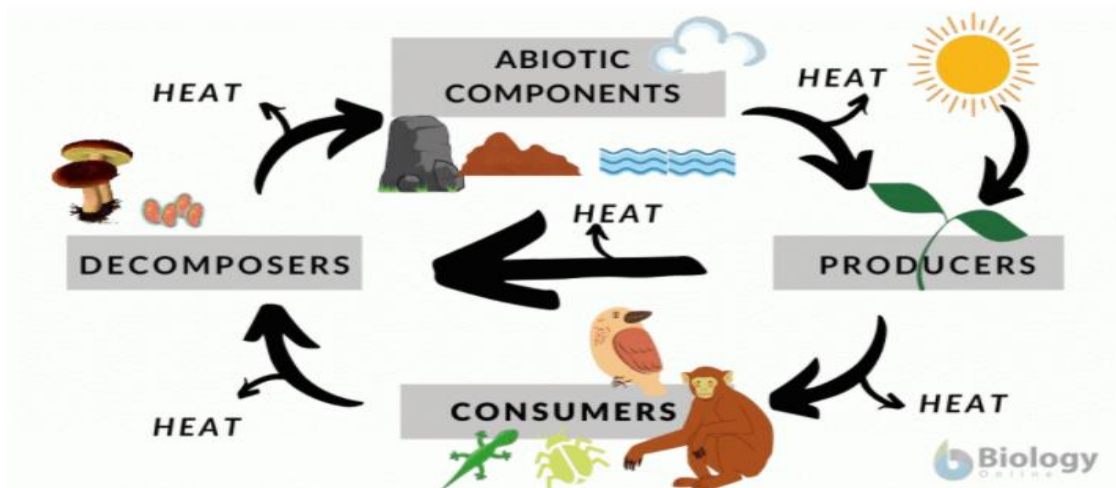 ABIOTIC
COMPONENTS
HEAT
HEAT
HEAT
DECOMPOSERS
PRODUCERS
CONSUMERS
HEAT
HEAT
Biology
Online